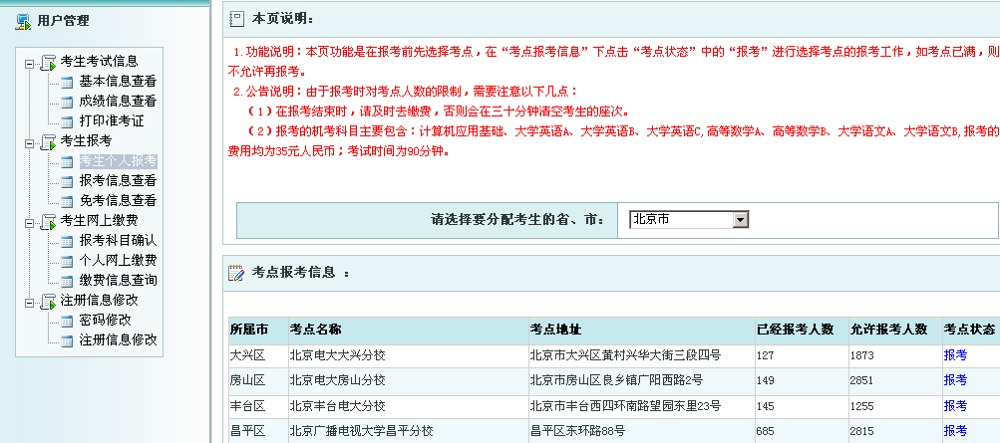 用户管理
考生考试信息
基本信息查看
成绩信息查看
打印准考证
考生报考
考生个人报考
报考信息查看
免考信息查看
考生网上缴费
报考科目确认
个人网上缴费
缴费信息查询
注册信息修改
密码修改
注册信息修改
本页说明：
1.功能说明：本页功能是在报考前先选择考点，在“考点报考信息”下点击“考点状态”中的“报考”进行选择考点的报考工作，如考点已满，则
不允许再报考。
2.公告说明：由于报考时对考点人数的限制，需要注意以下几点：
（1）在报考结束时，请及时去缴费，否则会在三十分钟清空考生的座次。
（2）报考的机考科目主要包含：计算机应用基础、大学英语A、大学英语B、大学英语C,高等数学A、高等数学B、大学语文A、大学语文B,报考的
费用均为35元人民币；考试时间为90分钟。
请选择要分配考生的省、市： 北京市
考点报考信息 ：
所属市 考点名称 考点地址 已经报考人数 允许报考人数 考点状态
大兴区 北京电大大兴分校 北京市大兴区黄村兴华大街三段四号 127 1873 报考
房山区 北京电大房山分校 北京市房山区良乡镇广阳西路2号 149 2851 报考
丰台区 北京丰台电大分校 北京市丰台西四环南路望园东里23号 145 1255 报考
昌平区 北京广播电视大学昌平分校 昌平区东环路88号 685 2815 报考